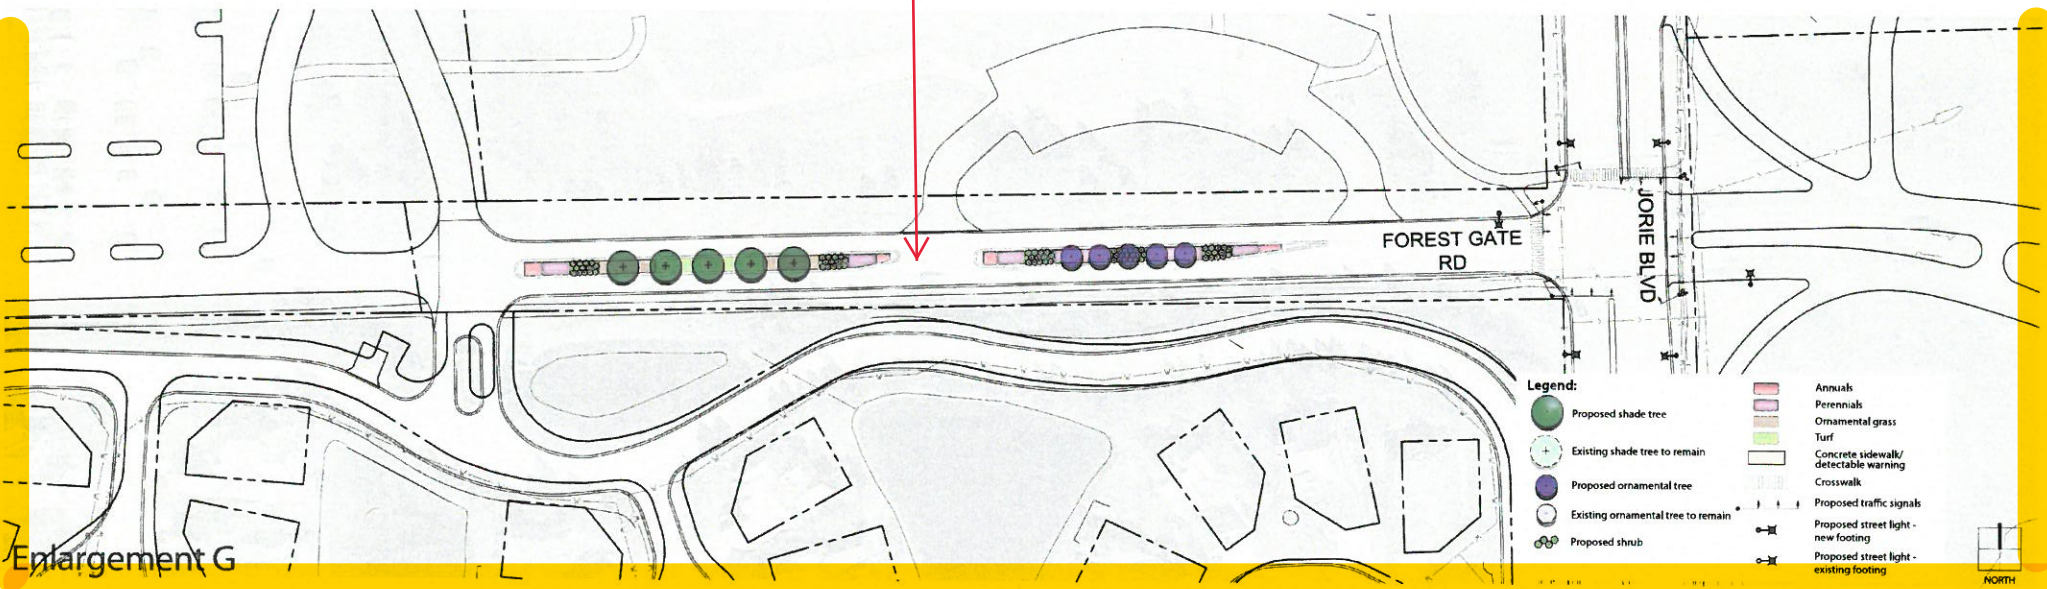 FOREST GATE
RD
JORIE BLVD
Legend:
Proposed shade tree
Existing shade tree to remain
Proposed ornamental tree
Existing ornamental tree to remain
Proposed shrub
Annuals
Perennials
Ornamental grass
Turf
Concrete sidewalk/
detectable warning
Crosswalk
Proposed traffic signals
Proposed street light -
new footing
Proposed street light -
existing footing
Enlargement G
NORTH